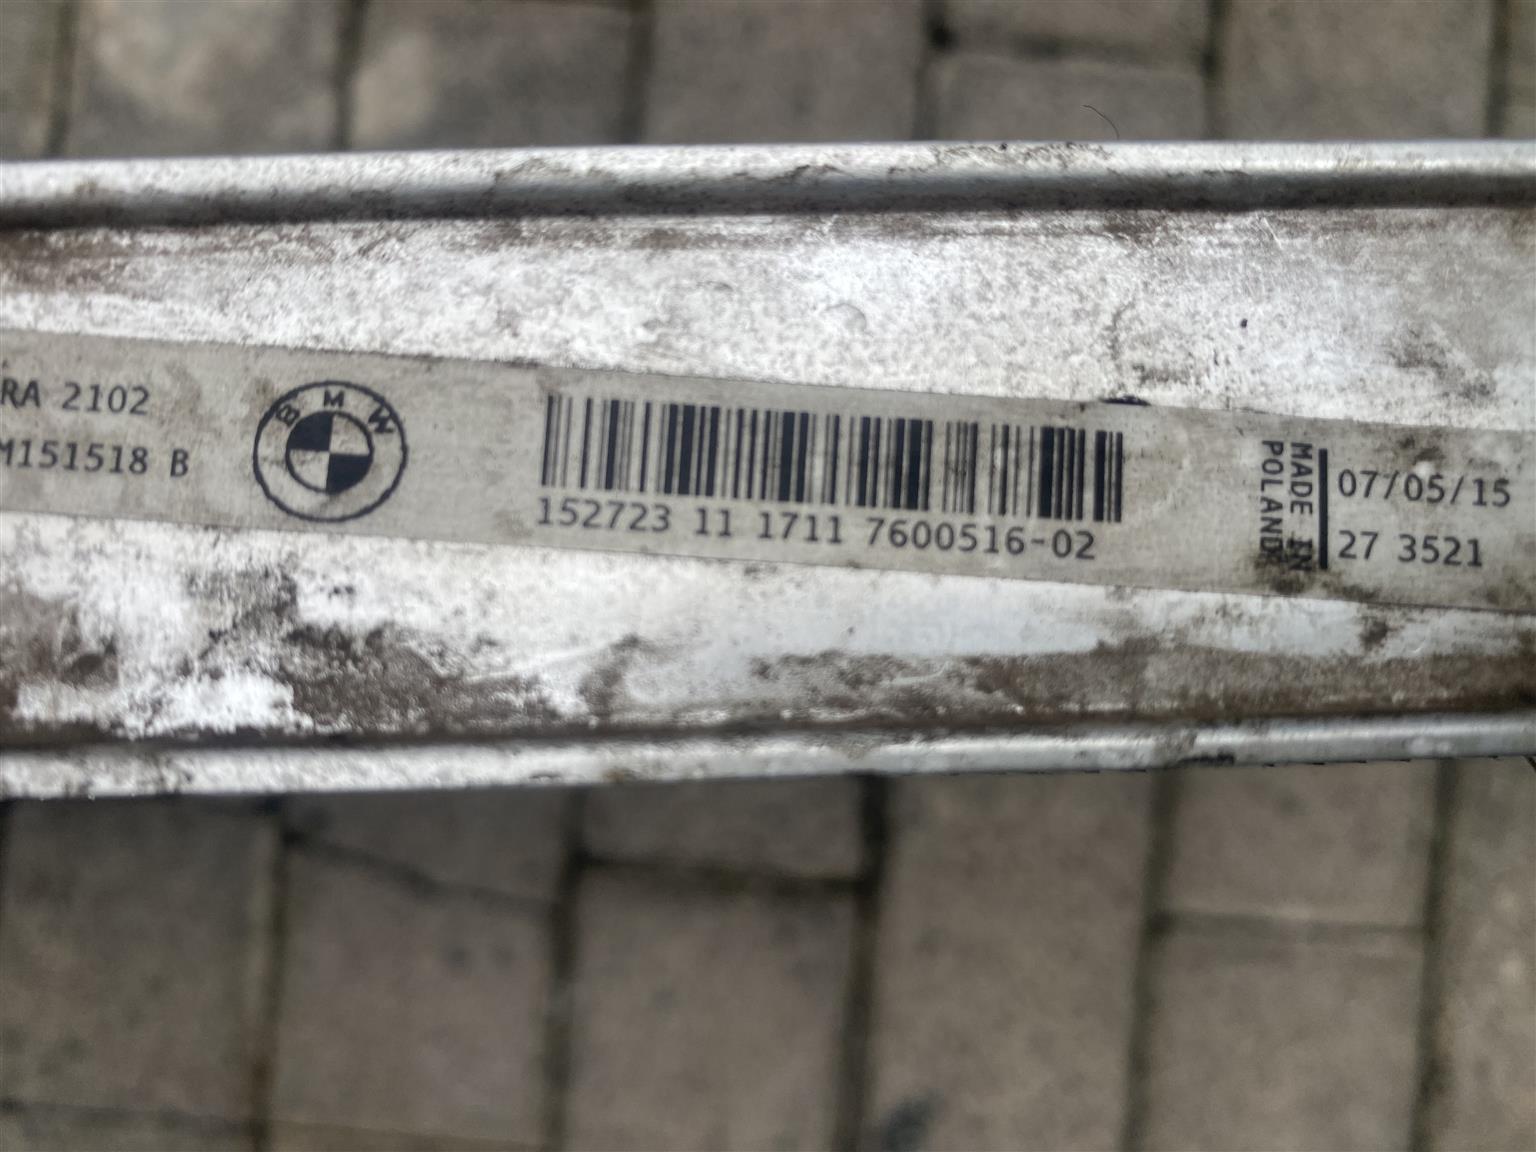 RA 2102
M151518 B
BMW
152723 11 1711 7600516-02
MADE IN
POLAND
07/05/15
27 3521